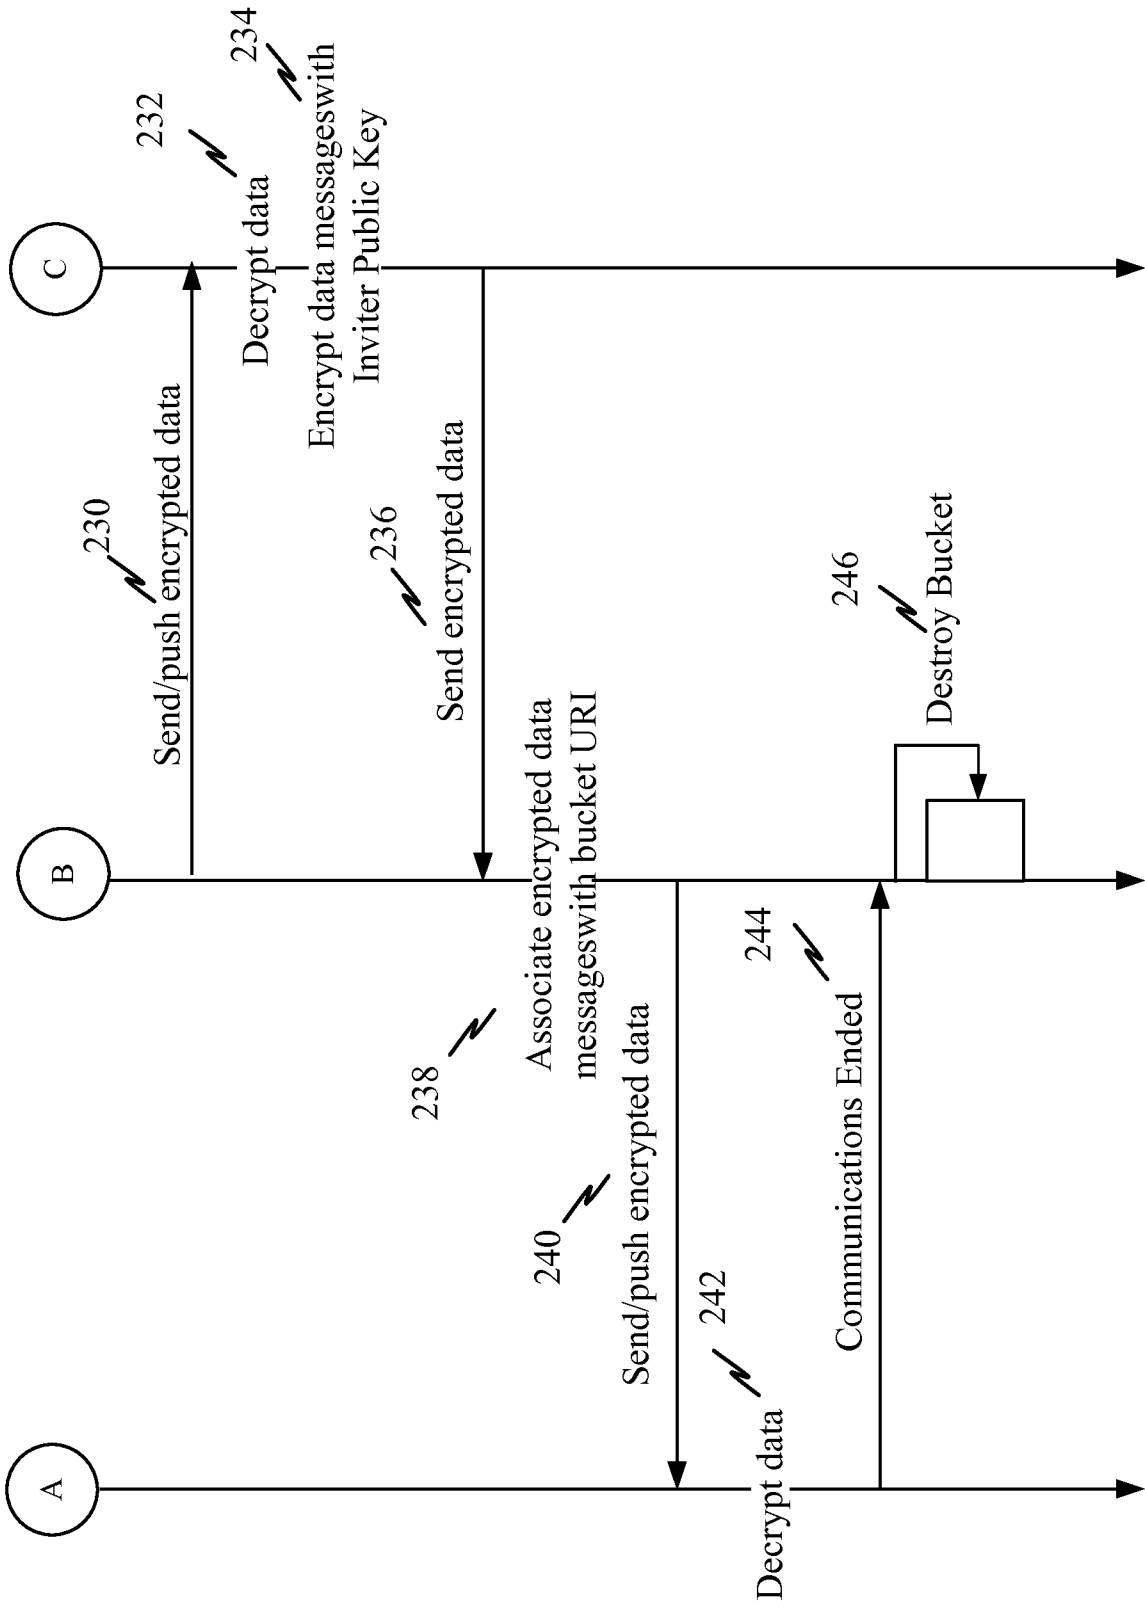 A
B
C
230
Send/push encrypted data
232
Decrypt data
234
Encrypt data messageswith
Inviter Public Key
236
Send encrypted data
238
Associate encrypted data
messageswith bucket URI
240
Send/push encrypted data
242
Decrypt data
244
Communications Ended
246
Destroy Bucket